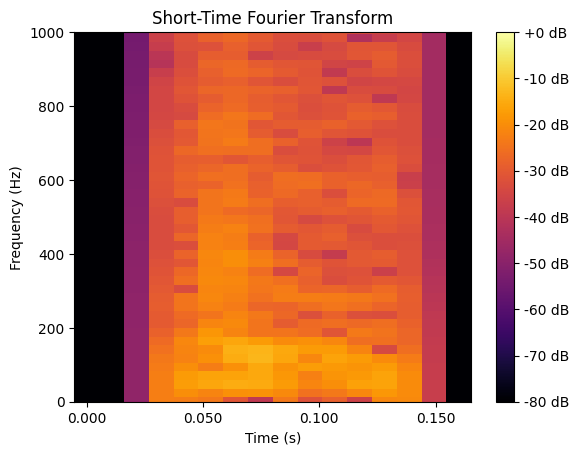 Short-Time Fourier Transform
1000
800
600
400
200
0
Frequency (Hz)
0.000
0.050
0.100
0.150
Time (s)
+0 dB
-10 dB
-20 dB
-30 dB
-40 dB
-50 dB
-60 dB
-70 dB
-80 dB